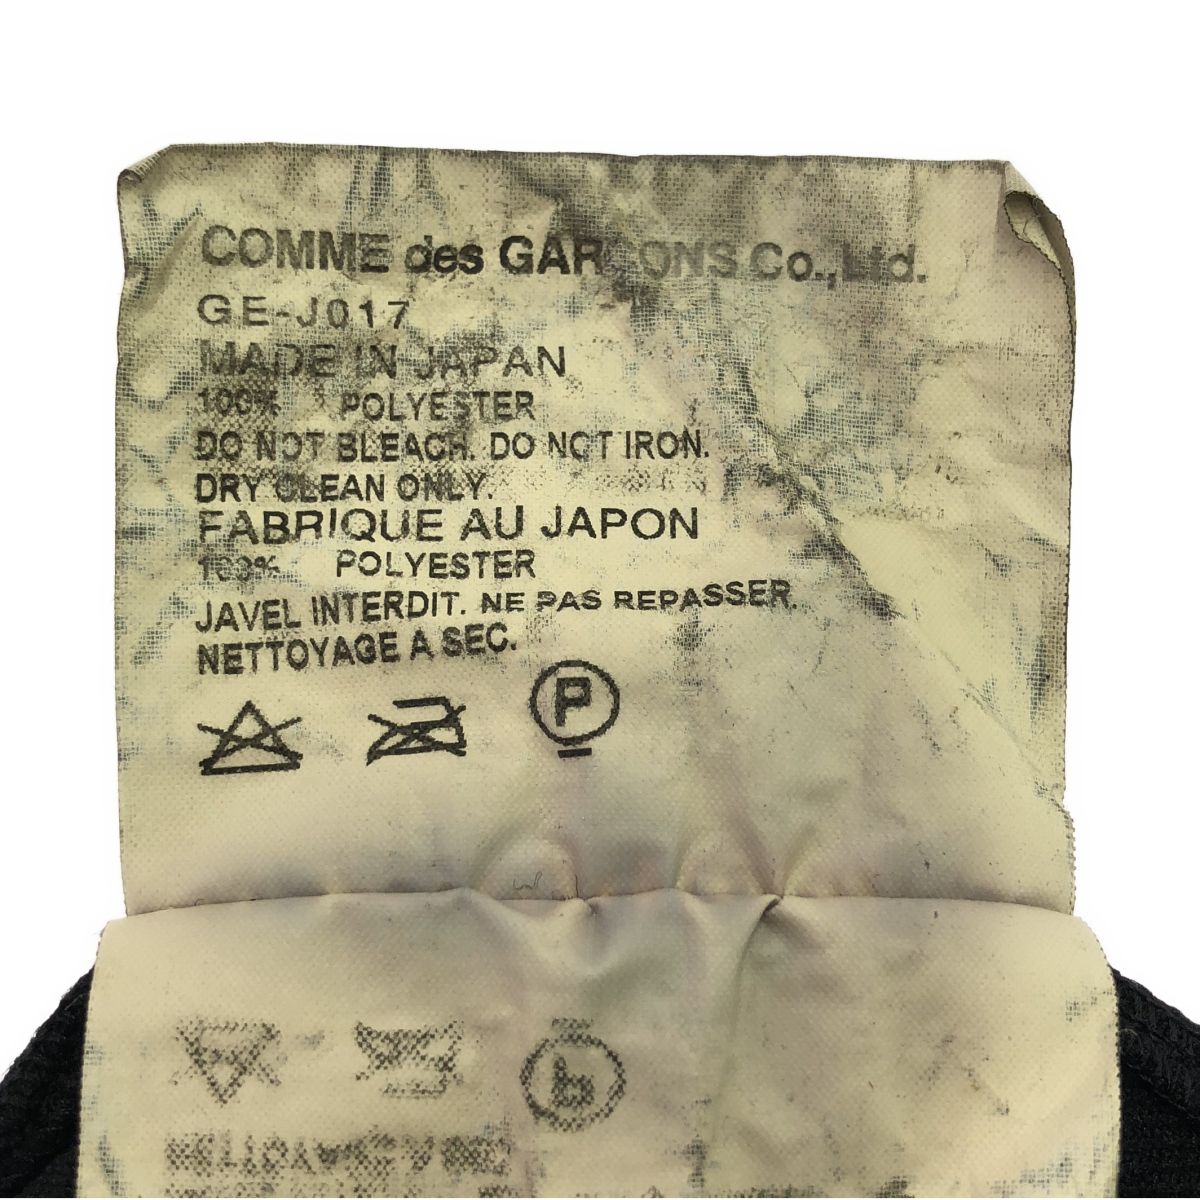 COMME des GARÇONS Co., Ltd.
GE-J017
MADE IN JAPAN
100% POLYESTER
DO NOT BLEACH. DO NOT IRON.
DRY CLEAN ONLY.
FABRIQUE AU JAPON
100% POLYESTER
JAVEL INTERDIT. NE PAS REPASSER.
NETTOYAGE A SEC.
P